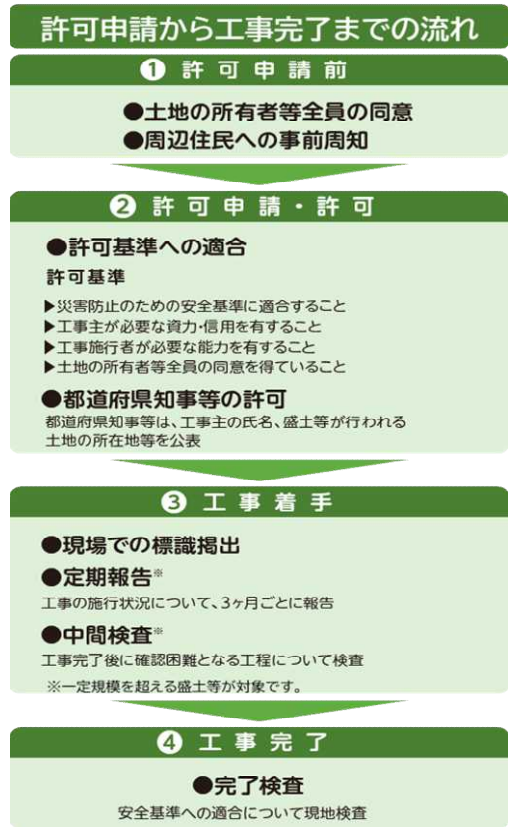 許可申請から工事完了までの流れ
❶ 許可申請前
●土地の所有者等全員の同意
●周辺住民への事前周知
❷ 許可申請・許可
●許可基準への適合
許可基準
▶災害防止のための安全基準に適合すること
▶工事主が必要な資力・信用を有すること
▶工事施行者が必要な能力を有すること
▶土地の所有者等全員の同意を得ていること
●都道府県知事等の許可
都道府県知事等は、工事主の氏名、盛土等が行われる
土地の所在地等を公表
❸ 工事着手
●現場での標識掲出
●定期報告※
工事の施行状況について、3ヶ月ごとに報告
●中間検査※
工事完了後に確認困難となる工程について検査
※一定規模を超える盛土等が対象です。
❹ 工事完了
●完了検査
安全基準への適合について現地検査